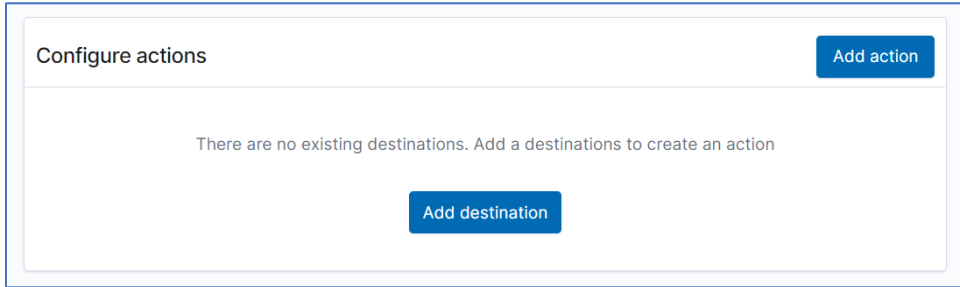 Configure actions
Add action
There are no existing destinations. Add a destinations to create an action
Add destination